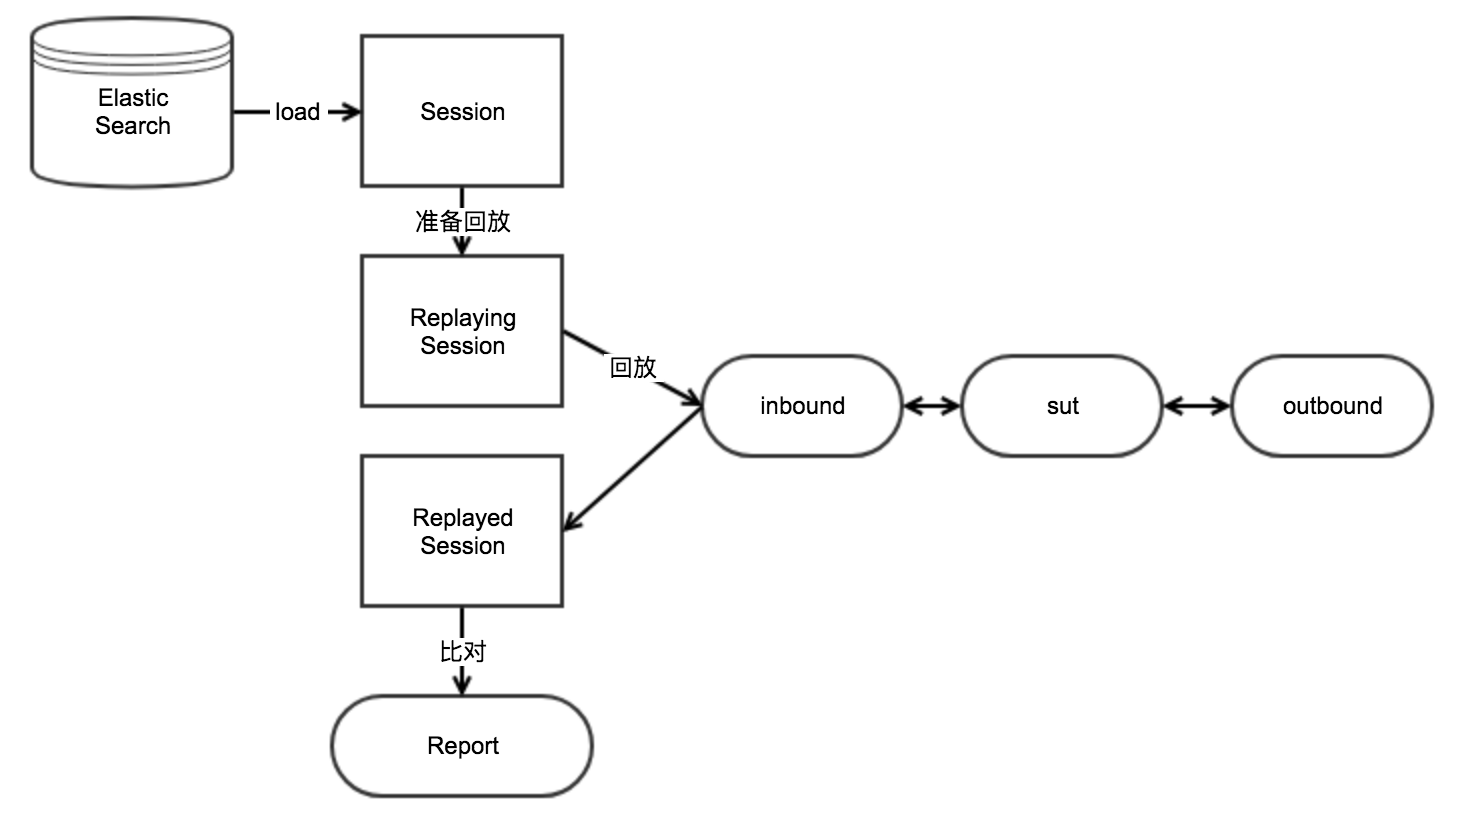 Elastic
Search
load
Session
准备回放
Replaying
Session
回放
inbound
sut
outbound
Replayed
Session
比对
Report